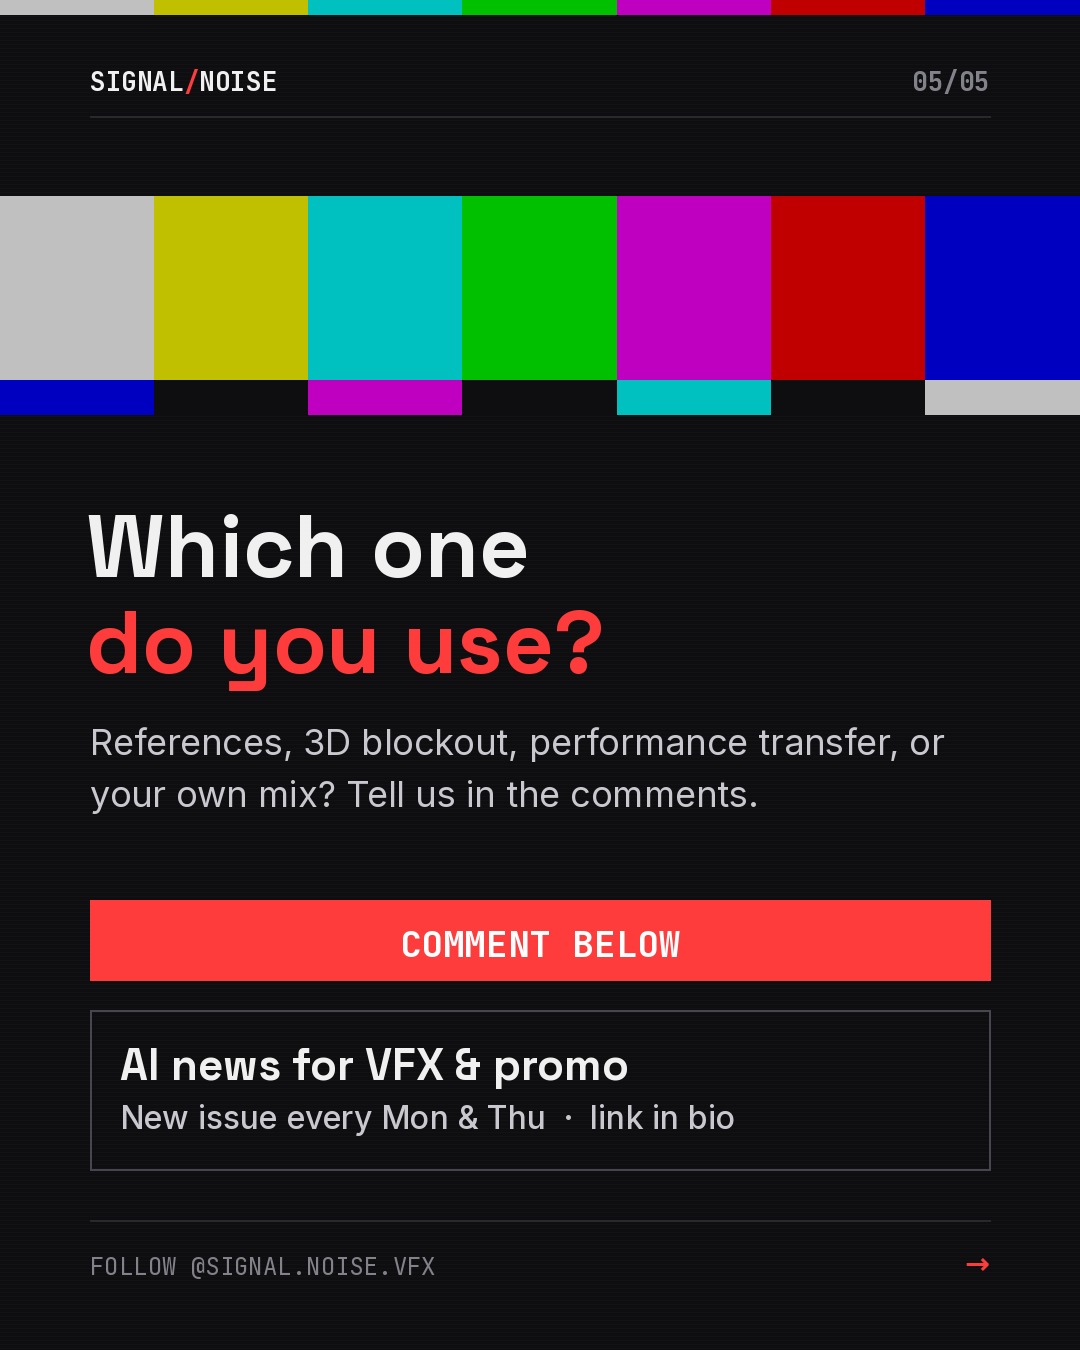 SIGNAL/NOISE
05/05
Which one
do you use?
References, 3D blockout, performance transfer, or
your own mix? Tell us in the comments.
COMMENT BELOW
AI news for VFX & promo
New issue every Mon & Thu · link in bio
FOLLOW @SIGNAL.NOISE.VFX →